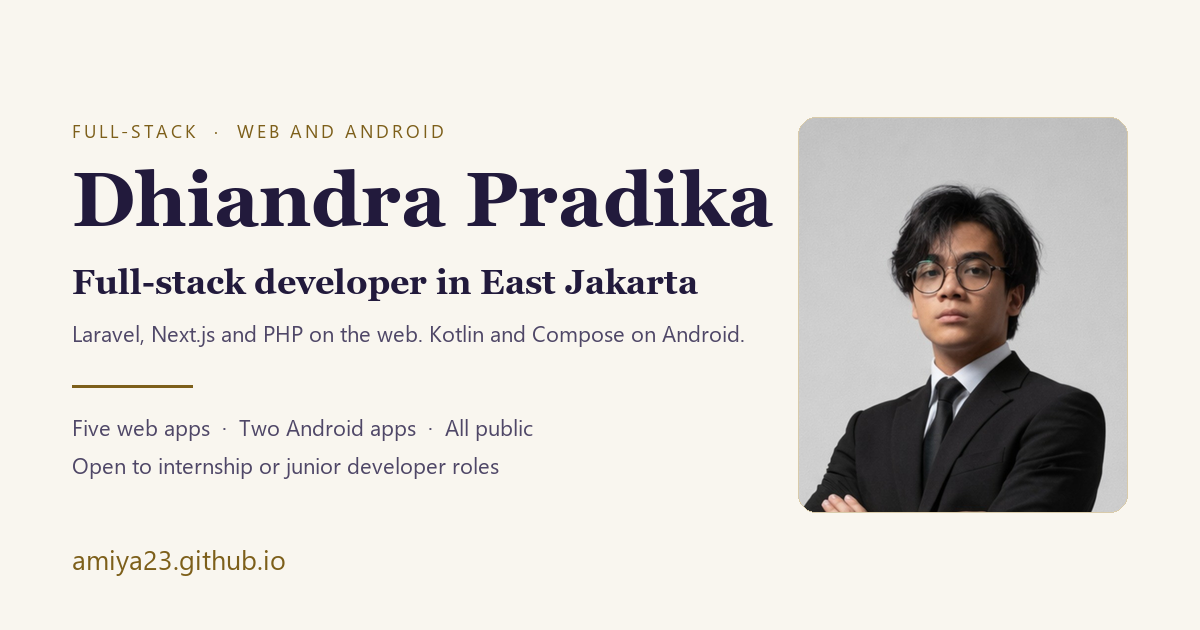 FULL-STACK · WEB AND ANDROID
Dhiandra Pradika
Full-stack developer in East Jakarta
Laravel, Next.js and PHP on the web. Kotlin and Compose on Android.
Five web apps · Two Android apps · All public
Open to internship or junior developer roles
amiya23.github.io